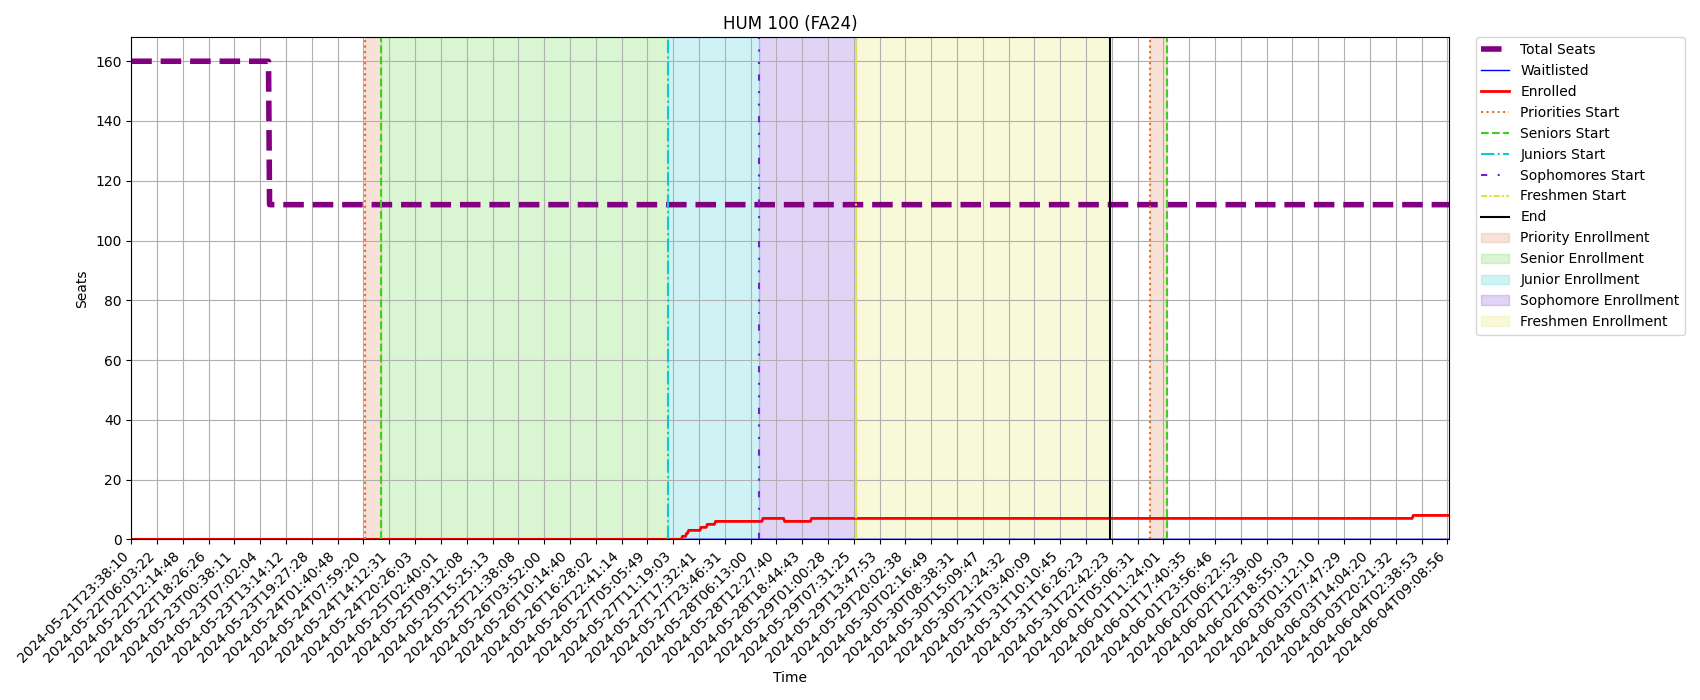 HUM 100 (FA24)
Total Seats
Waitlisted
Enrolled
Priorities Start
Seniors Start
Juniors Start
Sophomores Start
Freshmen Start
End
Priority Enrollment
Senior Enrollment
Junior Enrollment
Sophomore Enrollment
Freshmen Enrollment
Seats
160
140
120
100
80
60
40
20
0
2024-05-21T23:38:10
2024-05-22T06:03:22
2024-05-22T12:14:48
2024-05-22T18:26:26
2024-05-23T00:38:11
2024-05-23T07:02:04
2024-05-23T13:14:12
2024-05-23T19:27:28
2024-05-24T01:40:48
2024-05-24T07:59:20
2024-05-24T14:12:31
2024-05-24T20:26:03
2024-05-25T02:40:01
2024-05-25T09:12:08
2024-05-25T15:25:13
2024-05-25T21:38:08
2024-05-26T03:52:00
2024-05-26T10:14:40
2024-05-26T16:28:02
2024-05-26T22:41:14
2024-05-27T05:05:49
2024-05-27T11:19:03
2024-05-27T17:32:41
2024-05-27T23:46:31
2024-05-28T06:13:00
2024-05-28T12:27:40
2024-05-28T18:44:43
2024-05-29T01:00:28
2024-05-29T07:31:25
2024-05-29T13:47:53
2024-05-29T20:02:38
2024-05-30T02:16:49
2024-05-30T08:38:31
2024-05-30T15:09:47
2024-05-30T21:24:32
2024-05-31T03:40:09
2024-05-31T10:10:45
2024-05-31T16:26:23
2024-05-31T22:42:23
2024-06-01T05:06:31
2024-06-01T11:24:01
2024-06-01T17:40:35
2024-06-01T23:56:46
2024-06-02T06:22:52
2024-06-02T12:39:00
2024-06-02T18:55:03
2024-06-03T01:12:10
2024-06-03T07:47:29
2024-06-03T14:04:20
2024-06-03T20:21:32
2024-06-04T02:38:53
2024-06-04T09:08:56
Time